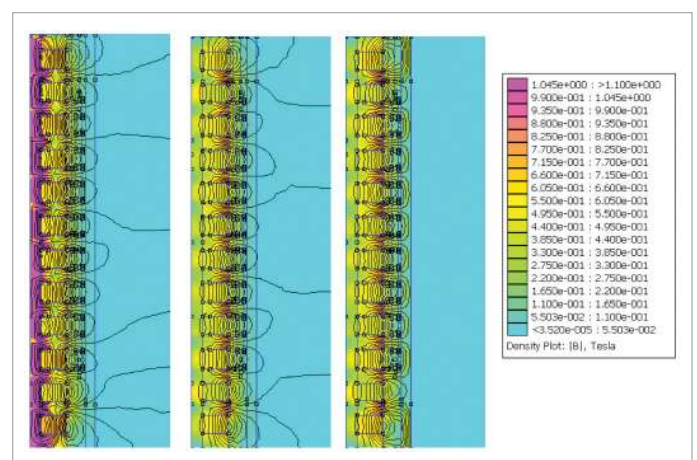 1.045e+000 : >1.100e+000
9.900e-001 : 1.045e+000
9.350e-001 : 9.900e-001
8.800e-001 : 9.350e-001
8.250e-001 : 8.800e-001
7.700e-001 : 8.250e-001
7.150e-001 : 7.700e-001
6.600e-001 : 7.150e-001
6.050e-001 : 6.600e-001
5.500e-001 : 6.050e-001
4.950e-001 : 5.500e-001
4.400e-001 : 4.950e-001
3.850e-001 : 4.400e-001
3.300e-001 : 3.850e-001
2.750e-001 : 3.300e-001
2.200e-001 : 2.750e-001
1.650e-001 : 2.200e-001
1.100e-001 : 1.650e-001
5.503e-002 : 1.100e-001
<3.520e-005 : 5.503e-002
Density Plot: |B|, Tesla